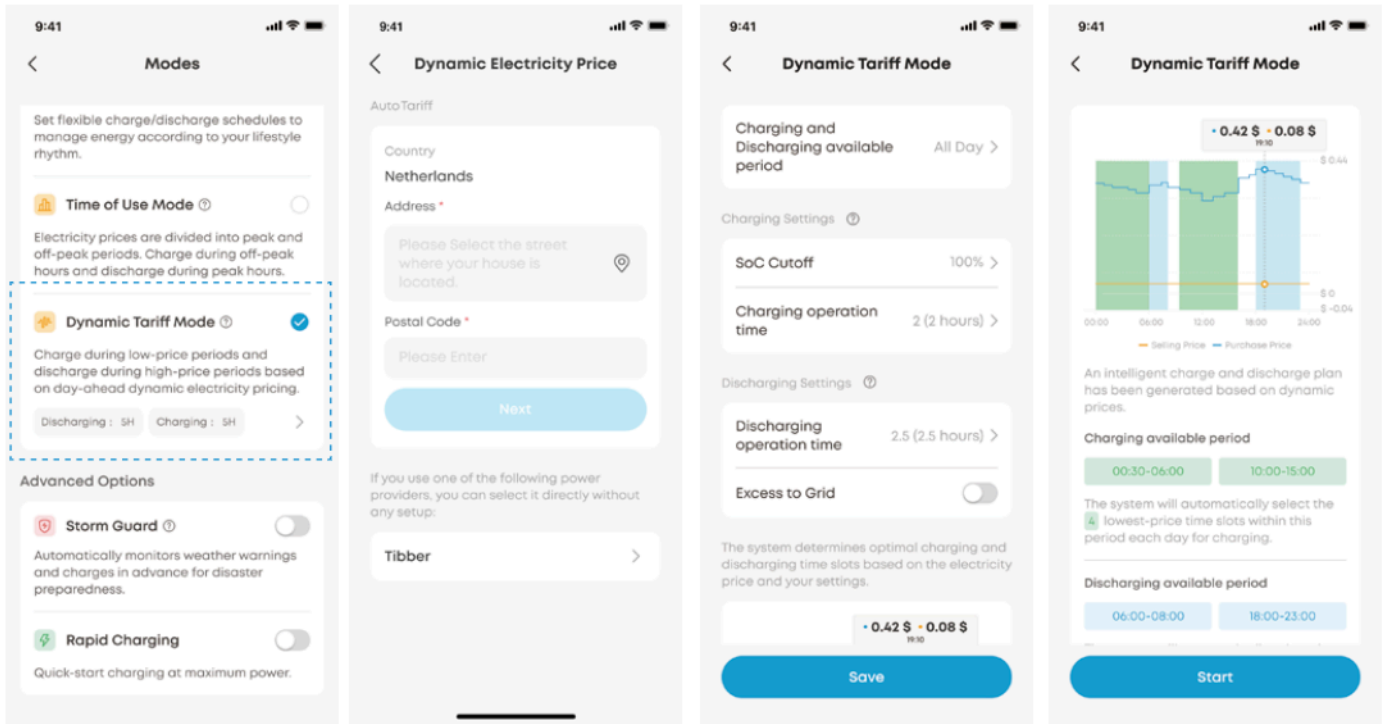 9:41
Modes
Set flexible charge/discharge schedules to
manage energy according to your lifestyle
rhythm.
Time of Use Mode
Electricity prices are divided into peak and
off-peak periods. Charge during off-peak
hours and discharge during peak hours.
Dynamic Tariff Mode
Charge during low-price periods and
discharge during high-price periods based
on day-ahead dynamic electricity pricing.
Discharging : 5H Charging : 5H
Advanced Options
Storm Guard
Automatically monitors weather warnings
and charges in advance for disaster
preparedness.
Rapid Charging
Quick-start charging at maximum power.
9:41
Dynamic Electricity Price
Auto Tariff
Country
Netherlands
Address *
Please Select the street
where your house is
located.
Postal Code *
Please Enter
Next
If you use one of the following power
providers, you can select it directly without
any setup:
Tibber
9:41
Dynamic Tariff Mode
Charging and
Discharging available
period
All Day
Charging Settings
SoC Cutoff 100%
Charging operation
time
2 (2 hours)
Discharging Settings
Discharging
operation time
2.5 (2.5 hours)
Excess to Grid
The system determines optimal charging and
discharging time slots based on the electricity
price and your settings.
0.42 $ 0.08 $
19:10
Save
9:41
Dynamic Tariff Mode
0.42 $ 0.08 $
19:10
$ 0.44
$ 0
$ -0.04
00:00 06:00 12:00 18:00 24:00
Selling Price Purchase Price
An intelligent charge and discharge plan
has been generated based on dynamic
prices.
Charging available period
00:30-06:00 10:00-15:00
The system will automatically select the
4 lowest-price time slots within this
period each day for charging.
Discharging available period
06:00-08:00 18:00-23:00
Start